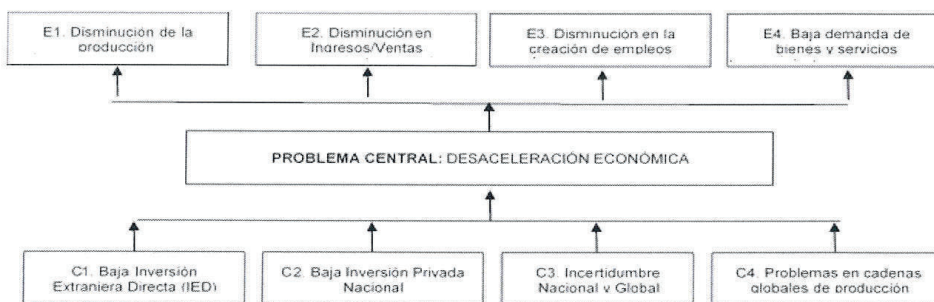 E1. Disminución de la
producción
E2. Disminución en
Ingresos/Ventas
E3. Disminución en la
creación de empleos
E4. Baja demanda de
bienes y servicios
PROBLEMA CENTRAL: DESACELERACIÓN ECONÓMICA
C1. Baja Inversión
Extranjera Directa (IED)
C2. Baja Inversión Privada
Nacional
C3. Incertidumbre
Nacional y Global
C4. Problemas en cadenas
globales de producción